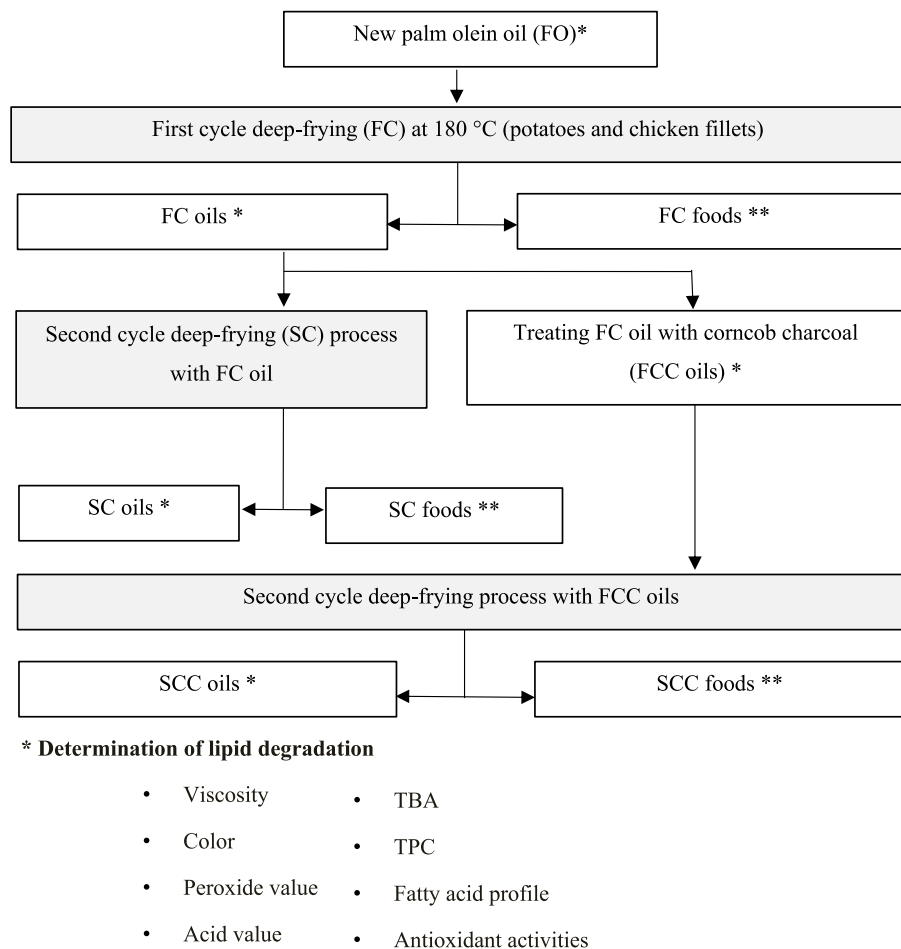 New palm olein oil (FO)*
First cycle deep-frying (FC) at 180 °C (potatoes and chicken fillets)
FC oils *
FC foods **
Second cycle deep-frying (SC) process
with FC oil
Treating FC oil with corncob charcoal
(FCC oils) *
SC oils *
SC foods **
Second cycle deep-frying process with FCC oils
SCC oils *
SCC foods **
* Determination of lipid degradation
• Viscosity
• Color
• Peroxide value
• Acid value
• TBA
• TPC
• Fatty acid profile
• Antioxidant activities